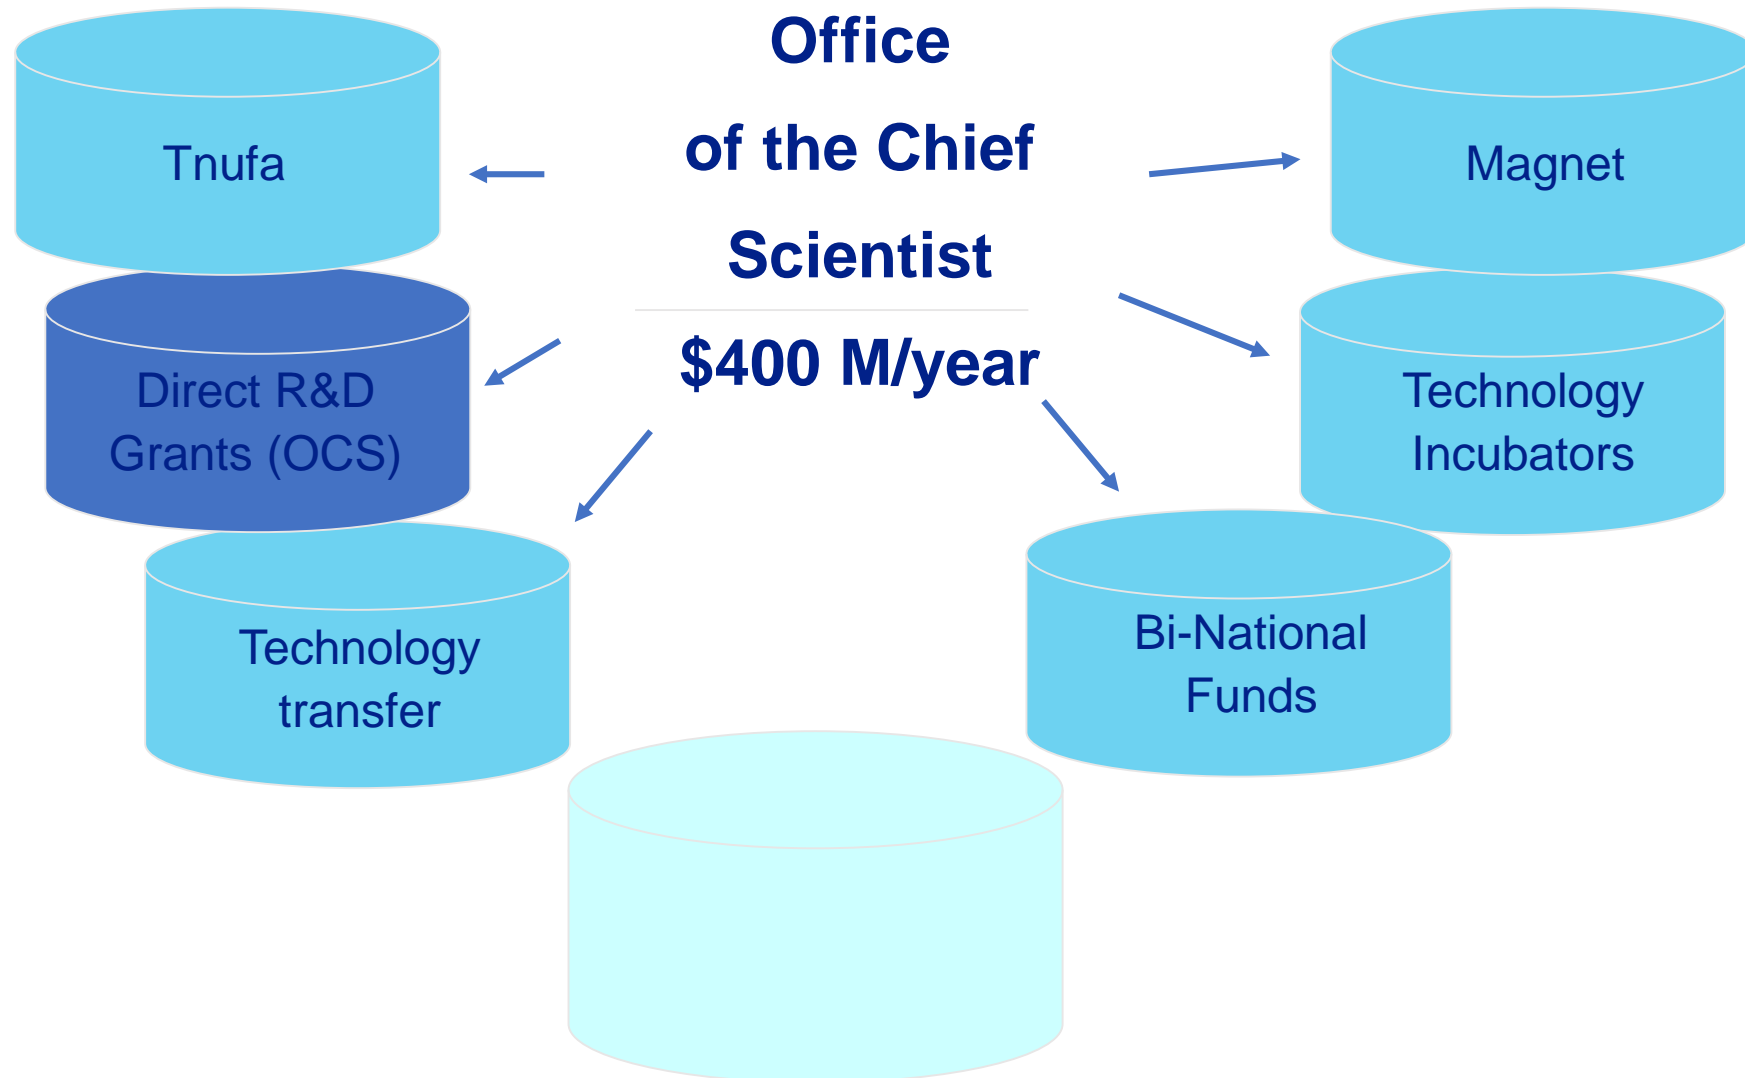 Office
of the Chief
Scientist
$400 M/year
Tnufa
Direct R&D
Grants (OCS)
Technology
transfer
Magnet
Technology
Incubators
Bi-National
Funds